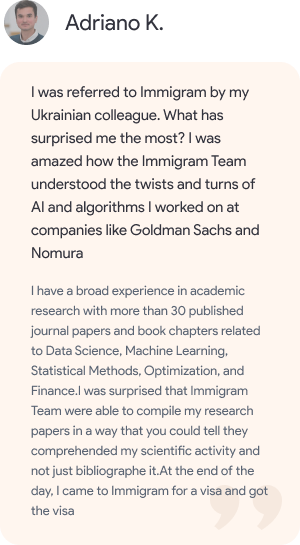 Adriano K.
I was referred to Immigram by my
Ukrainian colleague. What has
surprised me the most? I was
amazed how the Immigram Team
understood the twists and turns of
AI and algorithms I worked on at
companies like Goldman Sachs and
Nomura
I have a broad experience in academic
research with more than 30 published
journal papers and book chapters related
to Data Science, Machine Learning,
Statistical Methods, Optimization, and
Finance.I was surprised that Immigram
Team were able to compile my research
papers in a way that you could tell they
comprehended my scientific activity and
not just bibliographe it.At the end of the
day, I came to Immigram for a visa and got
the visa